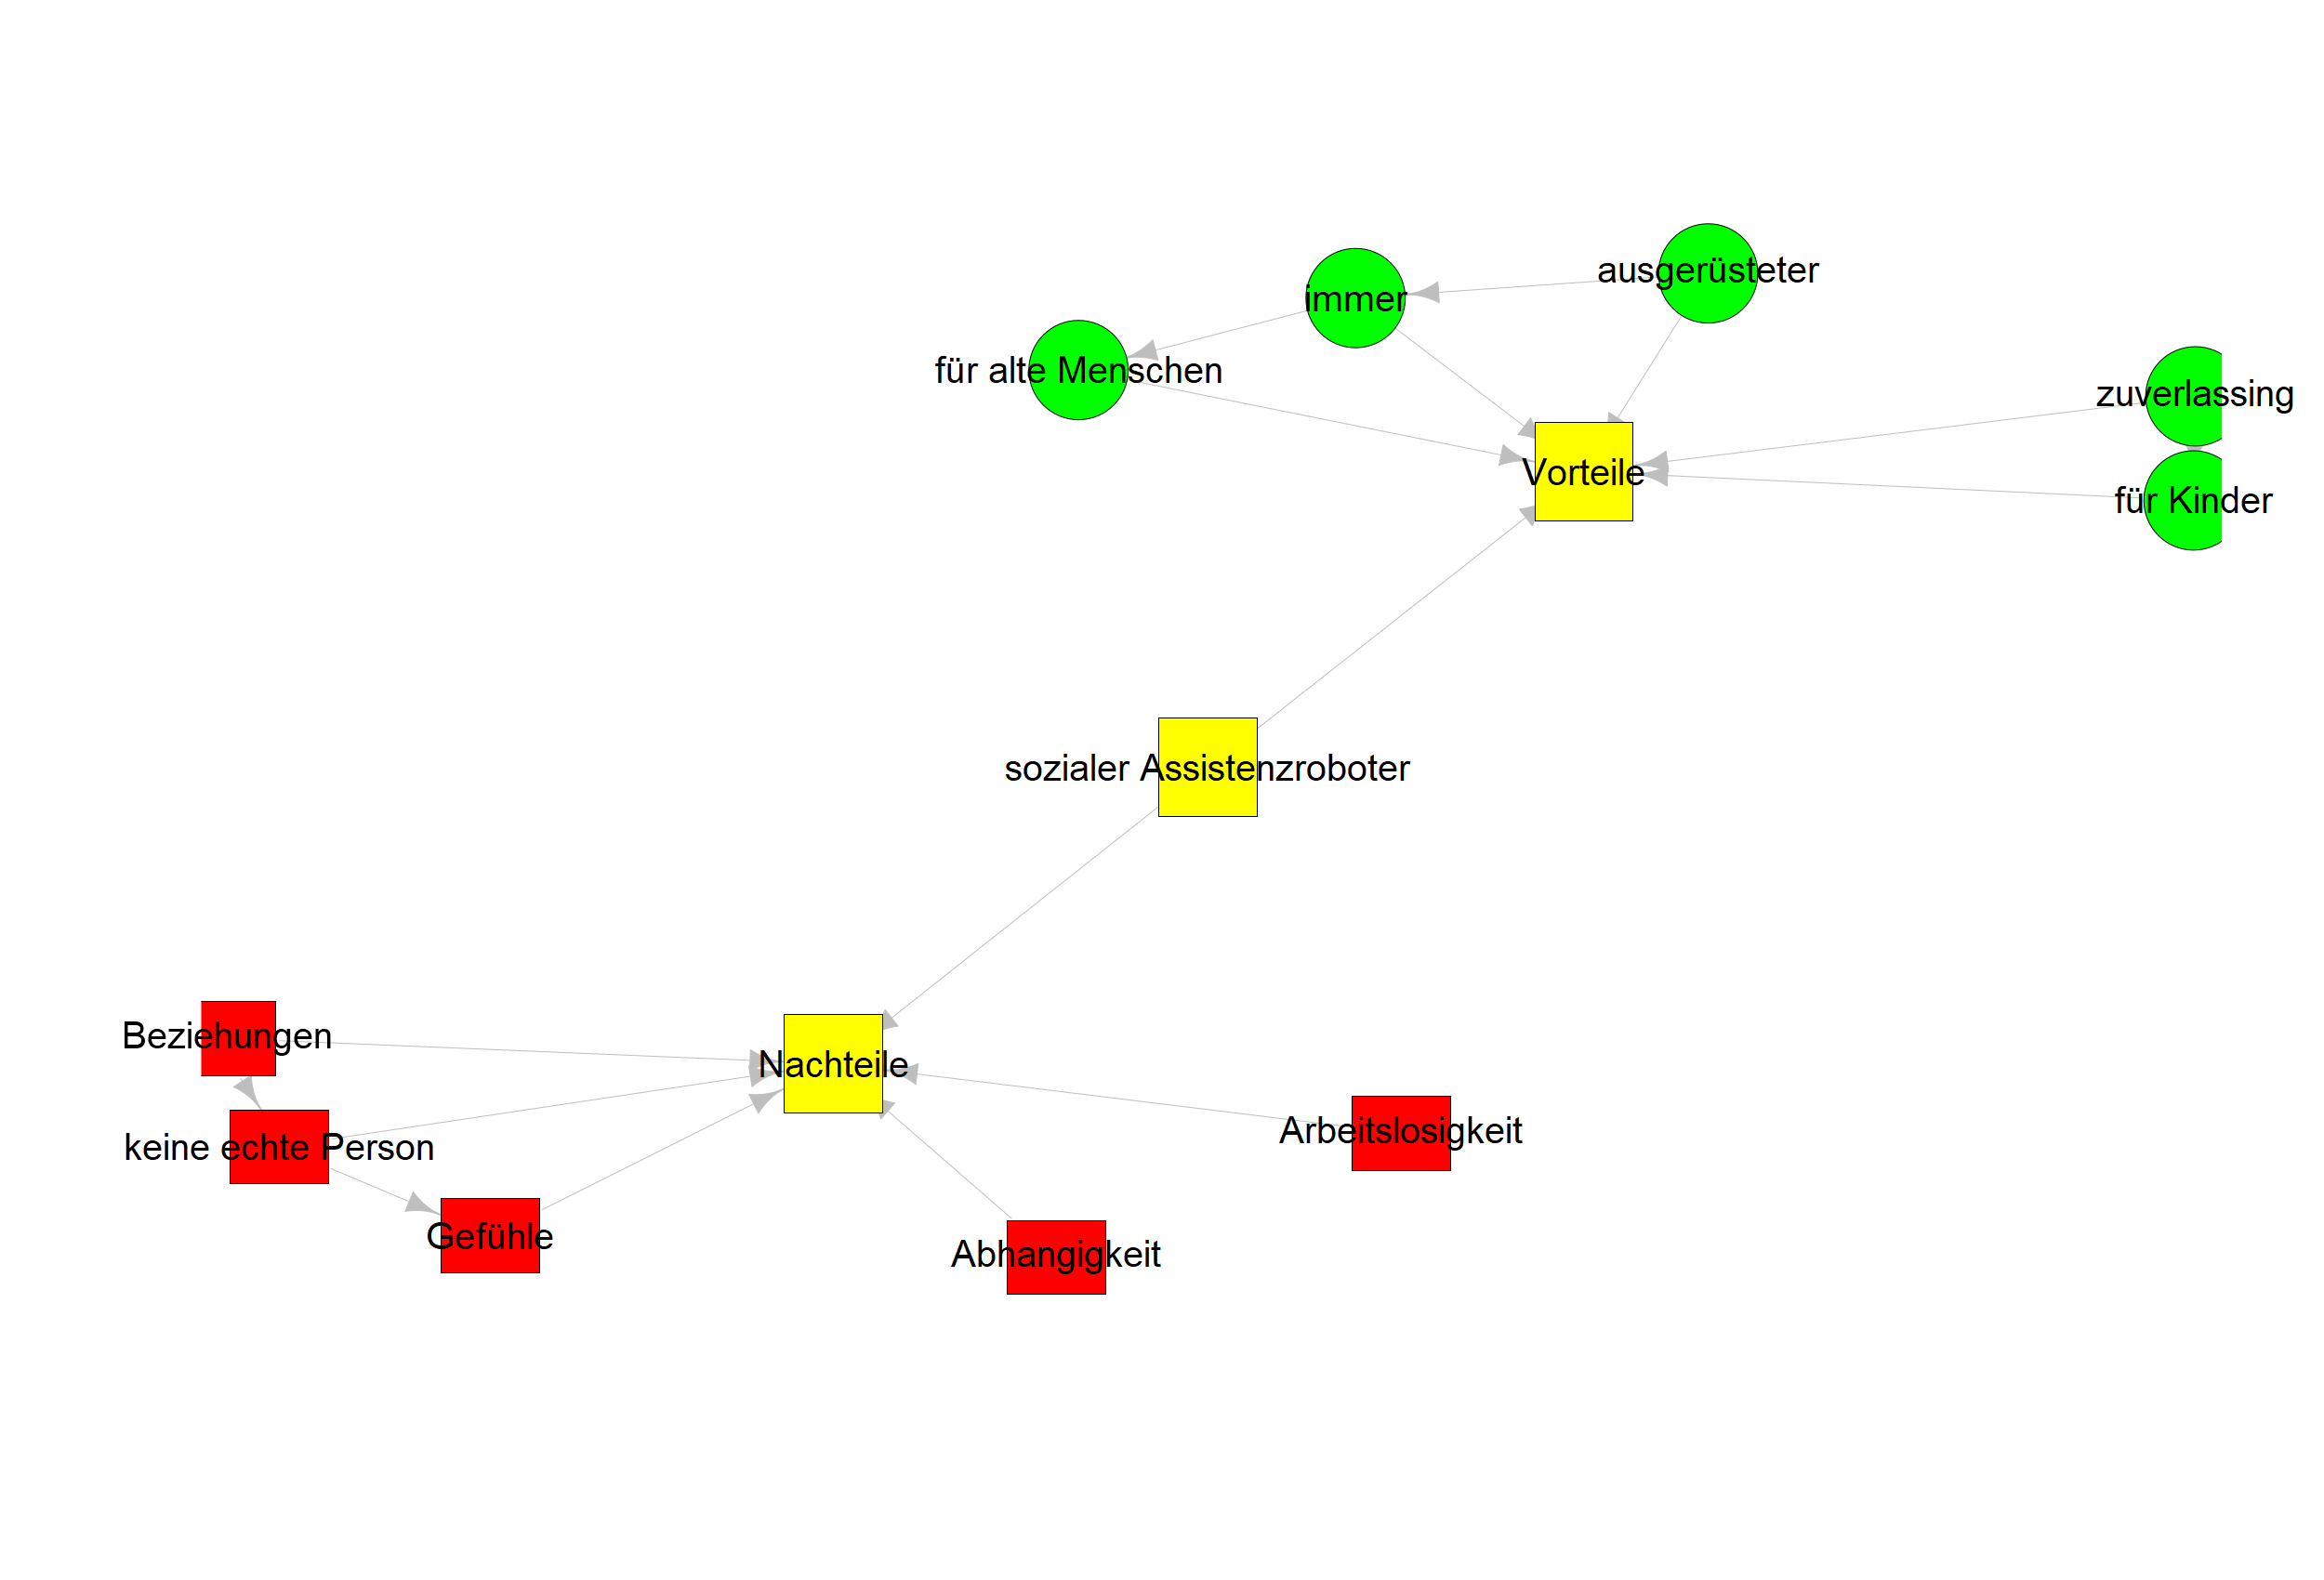 ausgerüsteter
immer
für alte Menschen
zuverlassing
Vorteile
für Kinder
sozialer Assistenzroboter
Beziehungen
Nachteile
Arbeitslosigkeit
keine echte Person
Gefühle
Abhangigkeit